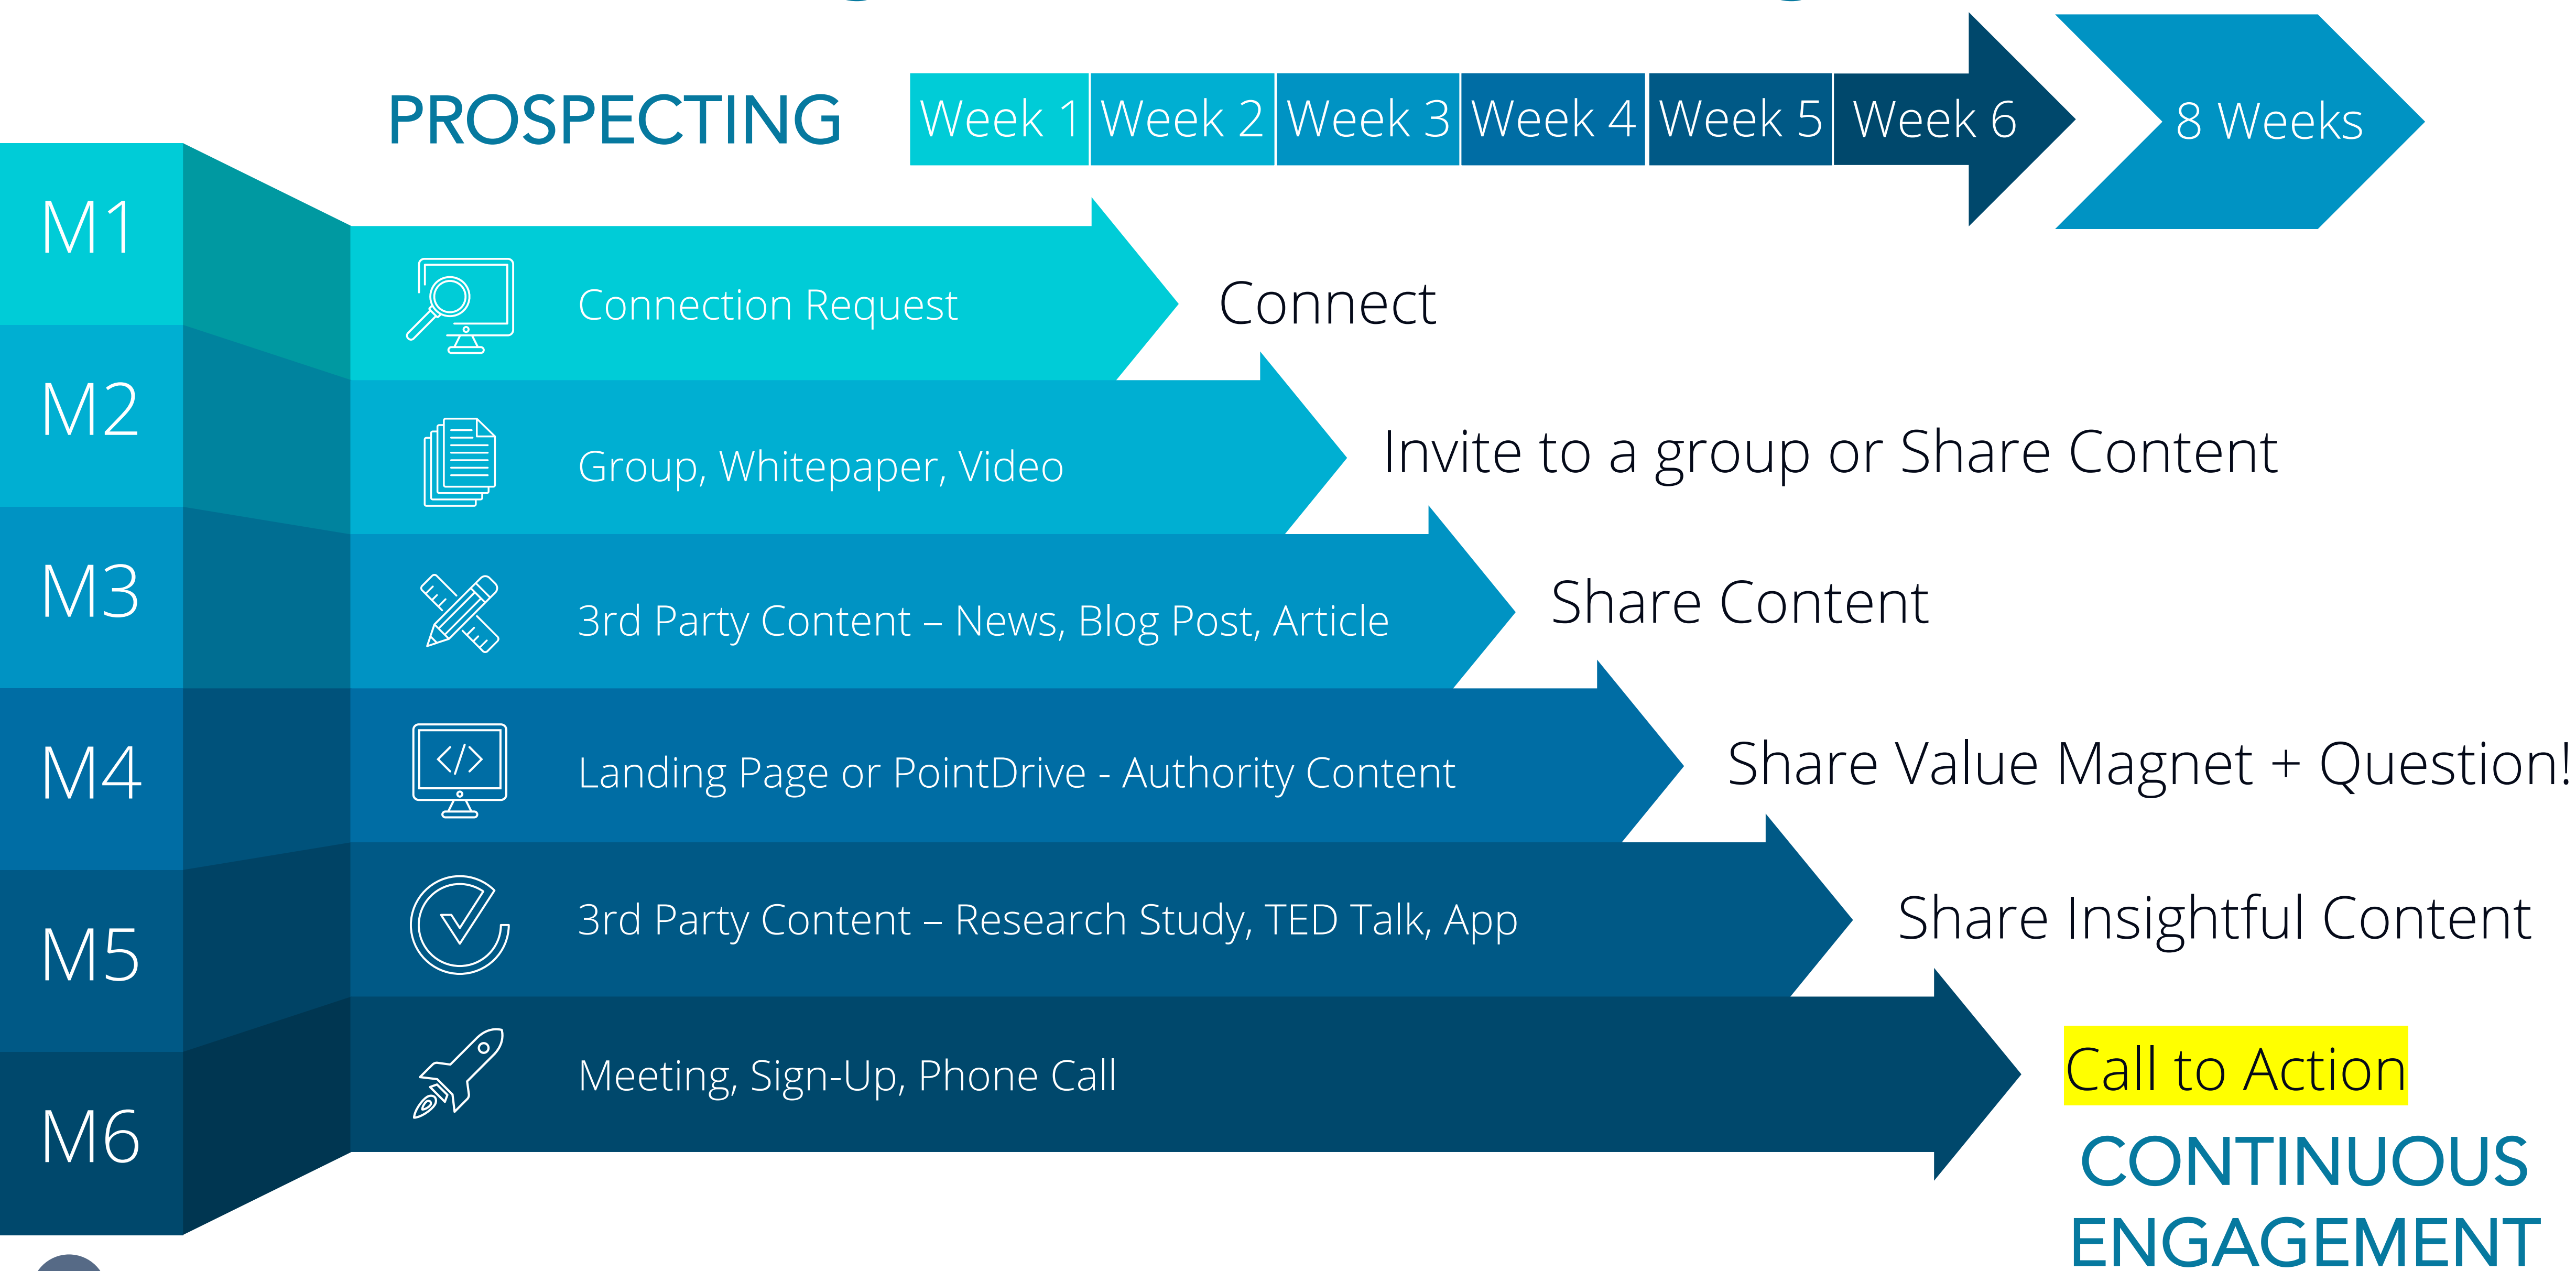 PROSPECTING
Week 1 Week 2 Week 3 Week 4 Week 5 Week 6 8 Weeks
M1
Connection Request
Connect
M2
Group, Whitepaper, Video
Invite to a group or Share Content
M3
3rd Party Content – News, Blog Post, Article
Share Content
M4
</>
Landing Page or PointDrive - Authority Content
Share Value Magnet + Question!
M5
3rd Party Content – Research Study, TED Talk, App
Share Insightful Content
M6
Meeting, Sign-Up, Phone Call
Call to Action
CONTINUOUS
ENGAGEMENT